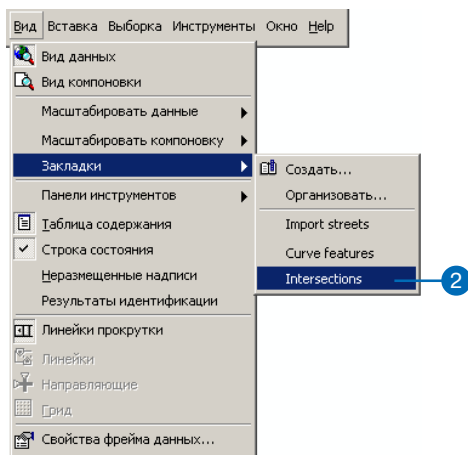 Вид Вставка Выборка Инструменты Окно Help
Вид данных
Вид компоновки
Масштабировать данные
Масштабировать компоновку
Закладки
Панели инструментов
Таблица содержания
Строка состояния
Неразмещенные надписи
Результаты идентификации
Линейки прокрутки
Линейки
Направляющие
Грид
Свойства фрейма данных...
Создать...
Организовать...
Import streets
Curve features
Intersections
2